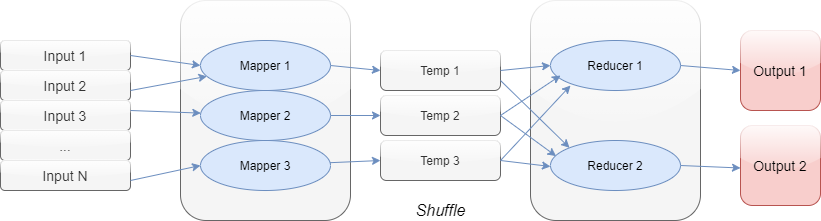 Input 1
Input 2
Input 3
...
Input N
Mapper 1
Mapper 2
Mapper 3
Temp 1
Temp 2
Temp 3
Shuffle
Reducer 1
Reducer 2
Output 1
Output 2